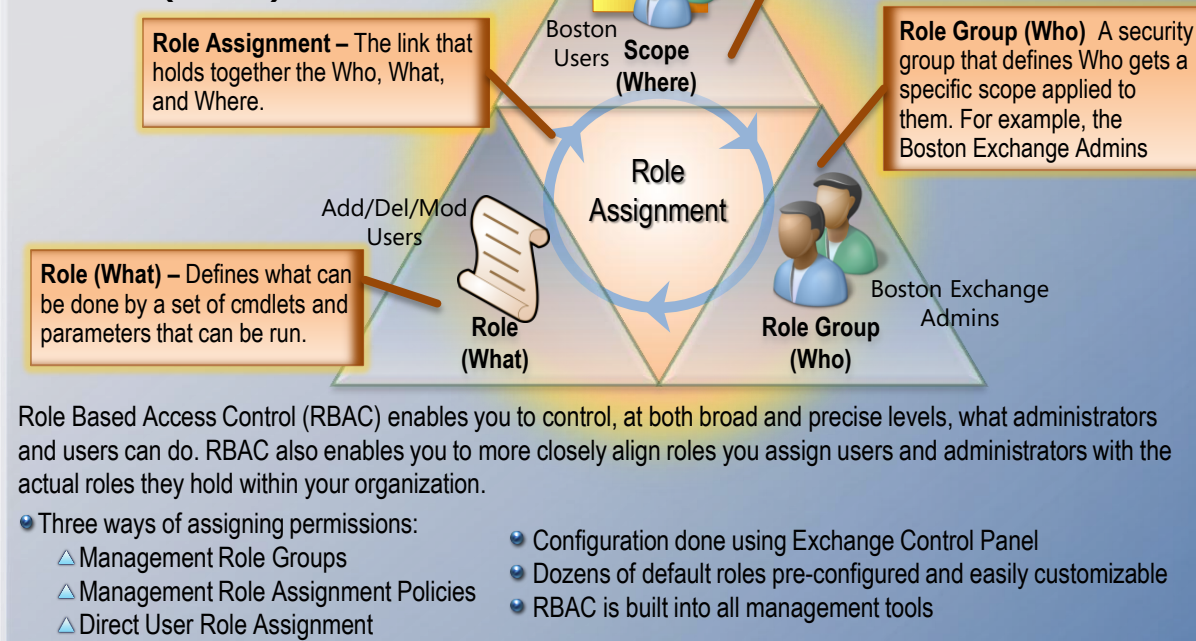 Role Assignment – The link that
holds together the Who, What,
and Where.
Boston
Users
Scope
(Where)
Role Group (Who)  A security
group that defines Who gets a
specific scope applied to
them. For example, the
Boston Exchange Admins
Role
Assignment
Add/Del/Mod
Users
Role (What) – Defines what can
be done by a set of cmdlets and
parameters that can be run.
Role
(What)
Boston Exchange
Admins
Role Group
(Who)
Role Based Access Control (RBAC) enables you to control, at both broad and precise levels, what administrators
and users can do. RBAC also enables you to more closely align roles you assign users and administrators with the
actual roles they hold within your organization.
Three ways of assigning permissions:
Management Role Groups
Management Role Assignment Policies
Direct User Role Assignment
Configuration done using Exchange Control Panel
Dozens of default roles pre-configured and easily customizable
RBAC is built into all management tools